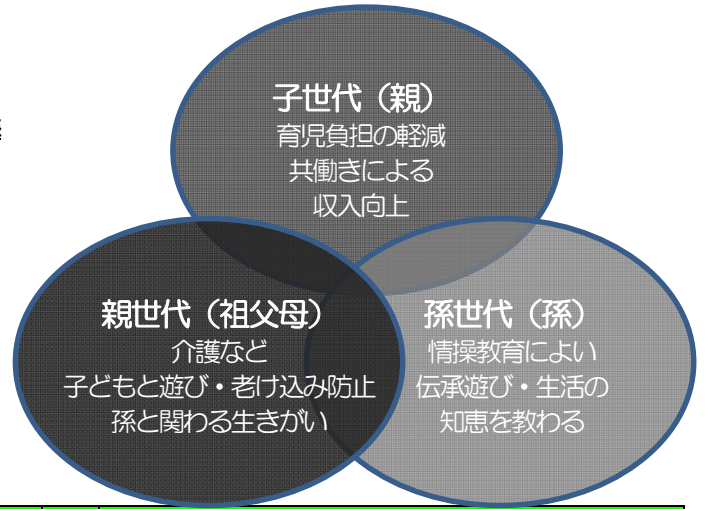 子世代（親）
育児負担の軽減
共働きによる
収入向上
親世代（祖父母）
介護など
子どもと遊び・老け込み防止
孫と関わる生きがい
孫世代（孫）
情操教育によい
伝承遊び・生活の
知恵を教わる